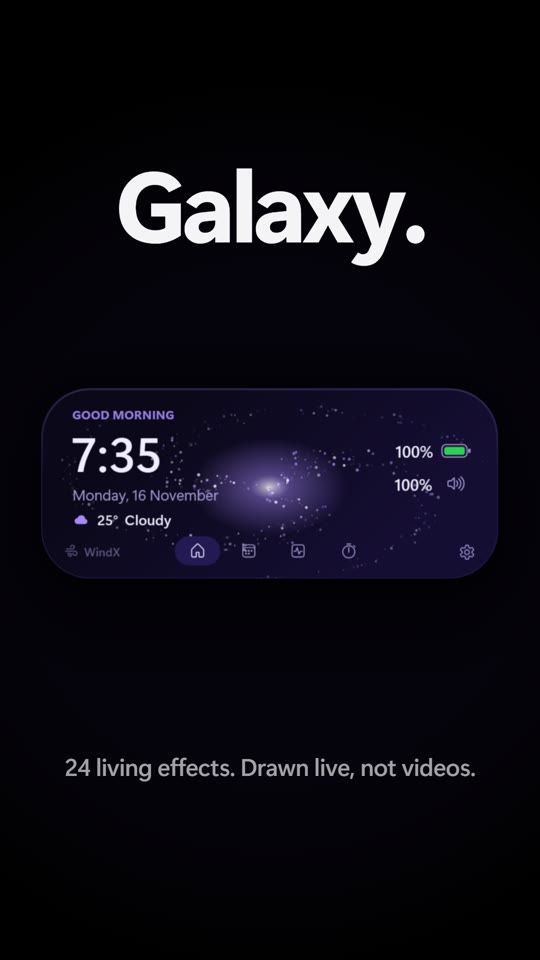 Galaxy.
GOOD MORNING
7:35
100%
Monday, 16 November
100%
25° Cloudy
WindX
24 living effects. Drawn live, not videos.